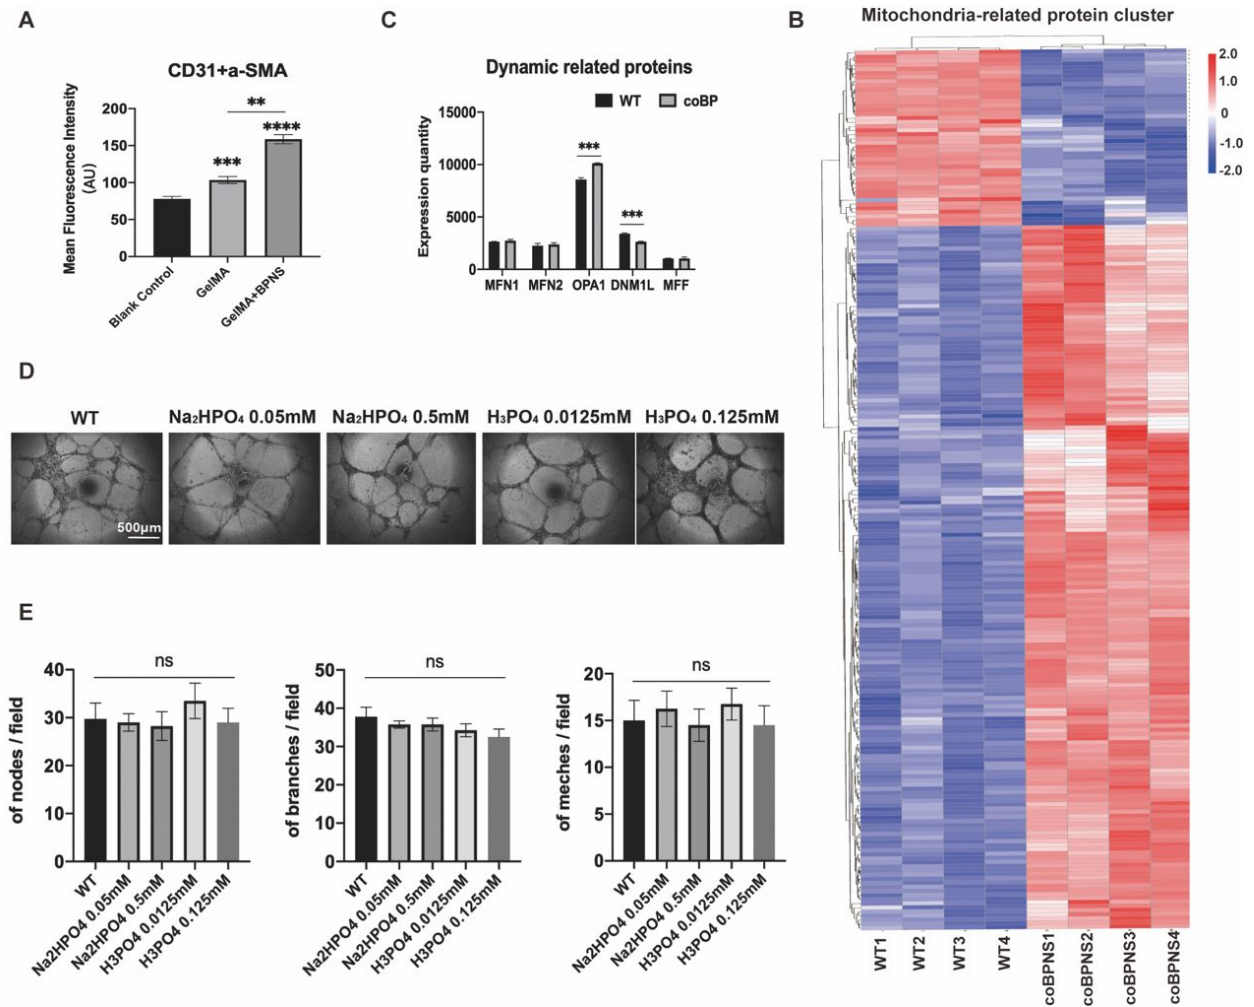 A
CD31+a-SMA
Mean Fluorescence Intensity
(AU)
200
150
100
50
0
**
***
****
Blank Control
GelMA
GelMA+BPNS
C
Dynamic related proteins
WT
coBP
Expression quantity
15000
10000
5000
0
***
***
MFN1
MFN2
OPA1
DNM1L
MFF
B
Mitochondria-related protein cluster
2.0
1.0
0
-1.0
-2.0
WT1
WT2
WT3
WT4
coBPNS1
coBPNS2
coBPNS3
coBPNS4
D
WT
Na₂HPO₄ 0.05mM
Na₂HPO₄ 0.5mM
H₃PO₄ 0.0125mM
H₃PO₄ 0.125mM
500μm
E
of nodes / field
40
30
20
10
0
ns
WT
Na2HPO4 0.05mM
Na2HPO4 0.5mM
H3PO4 0.0125mM
H3PO4 0.125mM
of branches / field
50
40
30
20
10
0
ns
WT
Na2HPO4 0.05mM
Na2HPO4 0.5mM
H3PO4 0.0125mM
H3PO4 0.125mM
of meches / field
20
15
10
5
0
ns
WT
Na2HPO4 0.05mM
Na2HPO4 0.5mM
H3PO4 0.0125mM
H3PO4 0.125mM